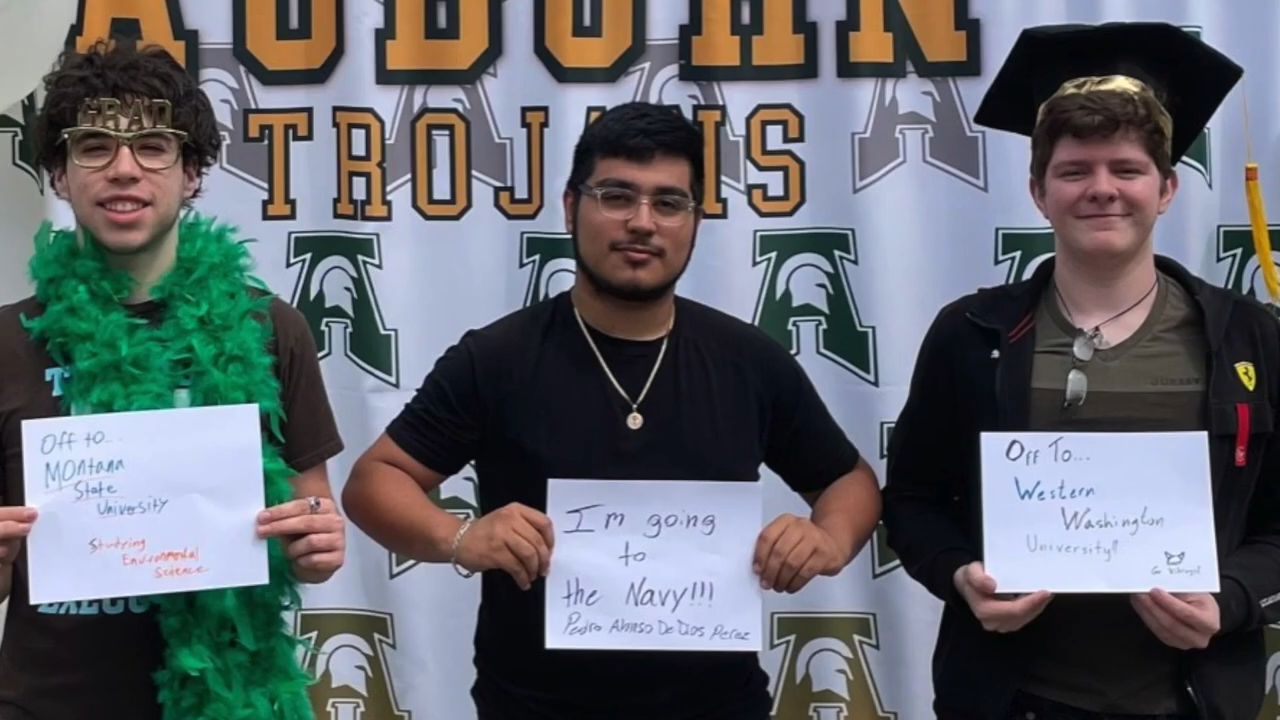 AUBURN
TROJANS
GRAD
Off to...
Montana
State
University
Studying
Environmental
Science
I'm going
to
the Navy!!!
Pedro Alonso De Dios Perez
Off To...
Western
Washington
University!!
Go Vikings!